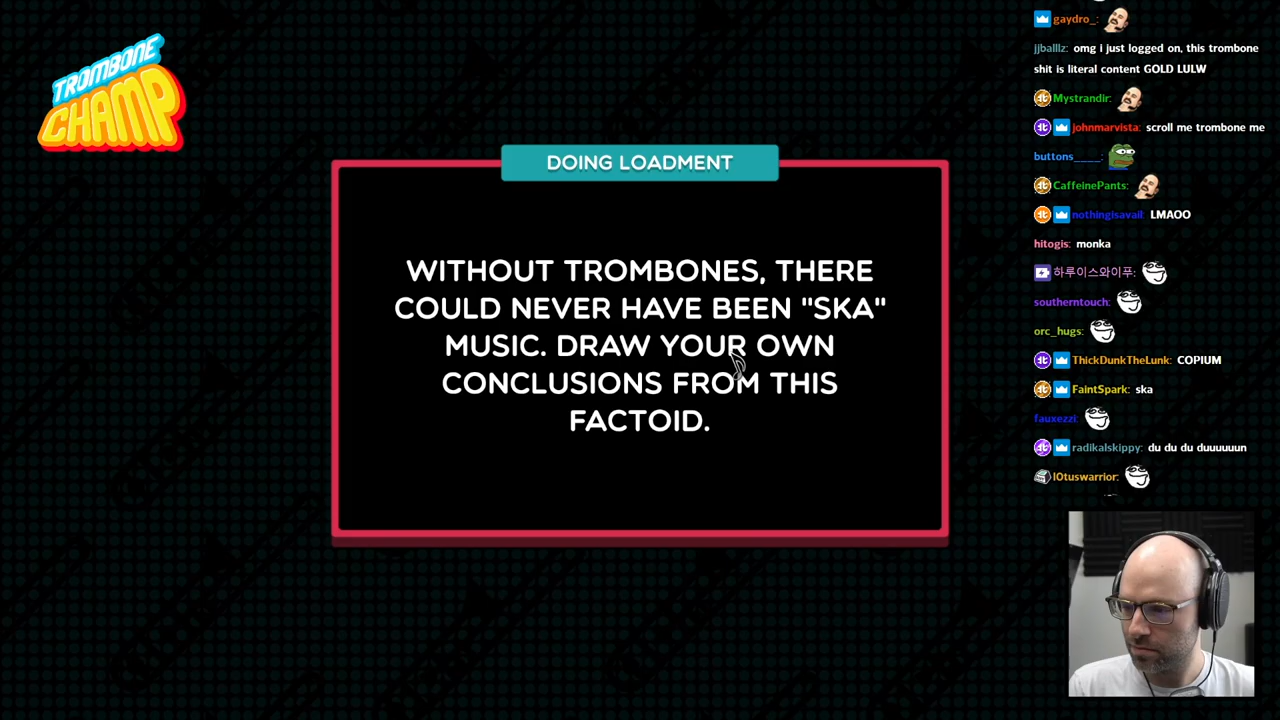 TROMBONE
CHAMP
DOING LOADMENT
WITHOUT TROMBONES, THERE
COULD NEVER HAVE BEEN "SKA"
MUSIC. DRAW YOUR OWN
CONCLUSIONS FROM THIS
FACTOID.
gaydro_:
jjballlz: omg i just logged on, this trombone
shit is literal content GOLD LULW
Mystrandir:
johnmarvista: scroll me trombone me
buttons____:
CaffeinePants:
nothingisavail: LMAOO
hitogis: monka
하루이스와이푸:
southerntouch:
orc_hugs:
ThickDunkTheLunk: COPIUM
FaintSpark: ska
fauxezzi:
radikalskippy: du du du duuuuuun
l0tuswarrior: